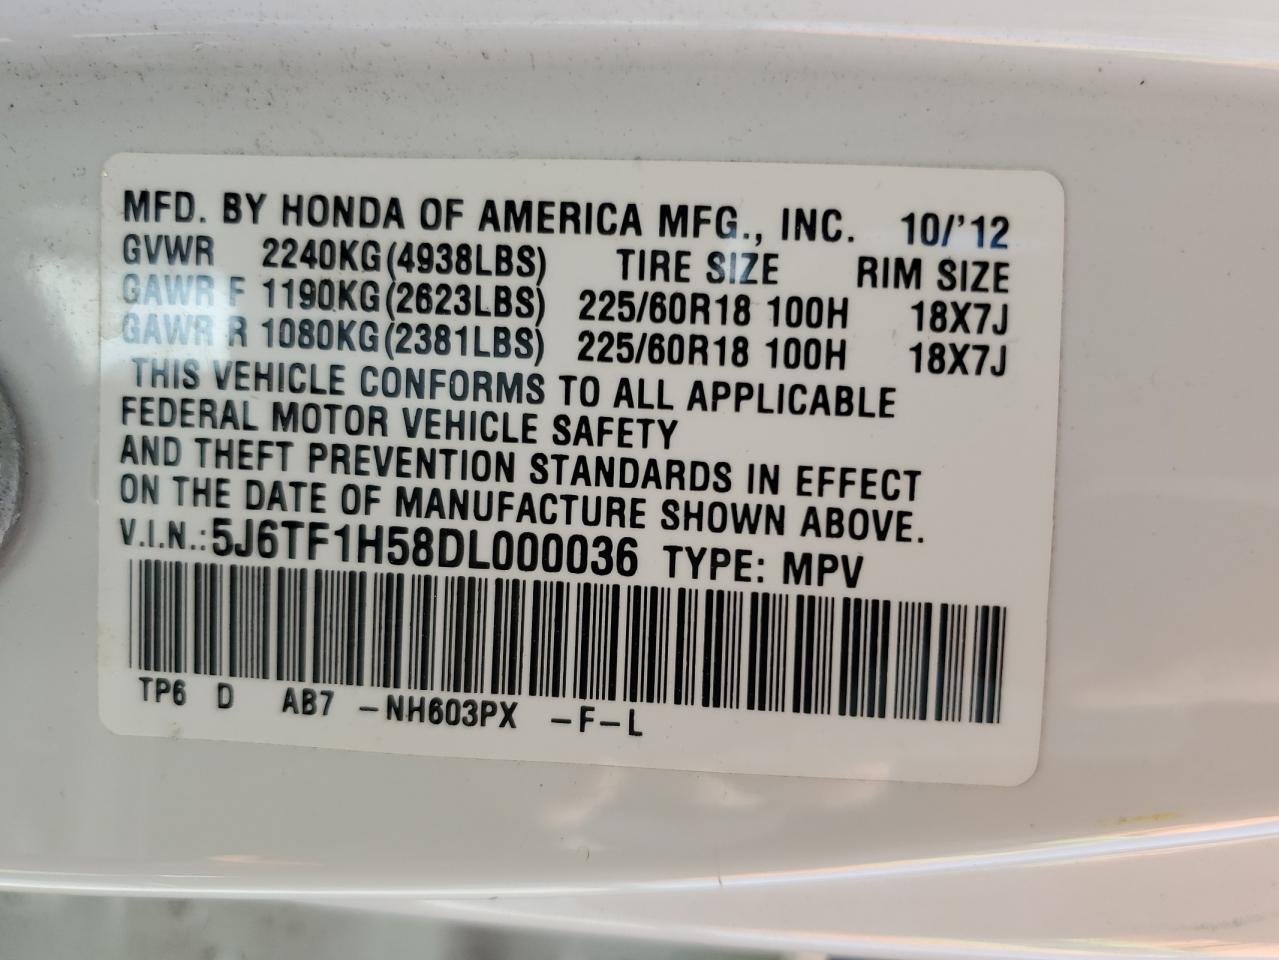 MFD. BY HONDA OF AMERICA MFG., INC. 10/'12
GVWR 2240KG(4938LBS) TIRE SIZE RIM SIZE
GAWR F 1190KG(2623LBS) 225/60R18 100H 18X7J
GAWR R 1080KG(2381LBS) 225/60R18 100H 18X7J
THIS VEHICLE CONFORMS TO ALL APPLICABLE
FEDERAL MOTOR VEHICLE SAFETY
AND THEFT PREVENTION STANDARDS IN EFFECT
ON THE DATE OF MANUFACTURE SHOWN ABOVE.
V.I.N.:5J6TF1H58DL000036 TYPE: MPV
TP6 D AB7 -NH603PX -F-L